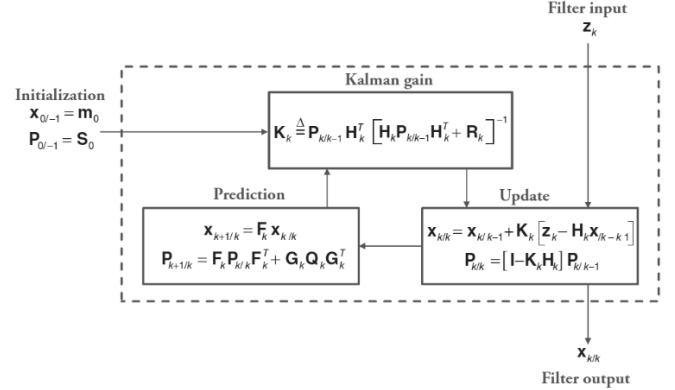 Filter input
z_k
Initialization
x_{0/−1} = m_0
P_{0/−1} = S_0
Kalman gain
K_k ≜ P_{k/k−1} H_k^T [H_k P_{k/k−1} H_k^T + R_k]^{−1}
Prediction
x_{k+1/k} = F_k x_{k/k}
P_{k+1/k} = F_k P_{k/k} F_k^T + G_k Q_k G_k^T
Update
x_{k/k} = x_{k/k−1} + K_k [z_k − H_k x_{/k−k1}]
P_{k/k} = [I − K_k H_k] P_{k/k−1}
x_{k/k}
Filter output